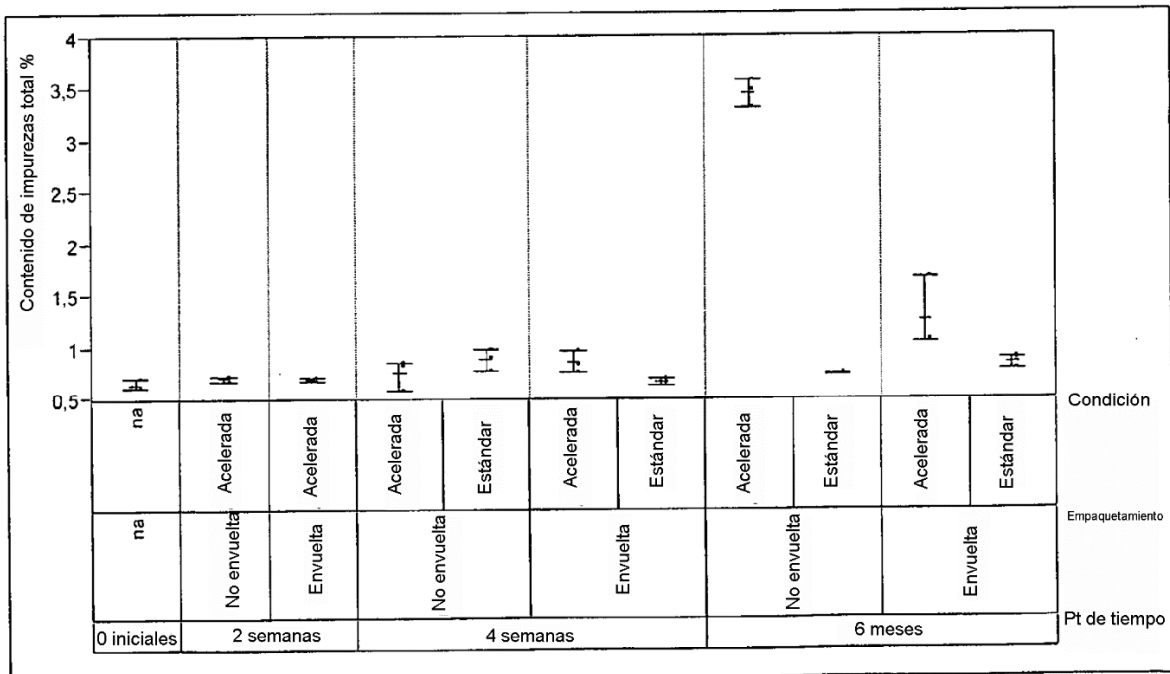 Contenido de impurezas total %
4
3,5
3
2,5
2
1,5
1
0,5
na
Acelerada
Acelerada
Acelerada
Estándar
Acelerada
Estándar
Acelerada
Estándar
Acelerada
Estándar
Condición
na
No envuelta
Envuelta
No envuelta
Envuelta
No envuelta
Envuelta
Empaquetamiento
0 iniciales
2 semanas
4 semanas
6 meses
Pt de tiempo